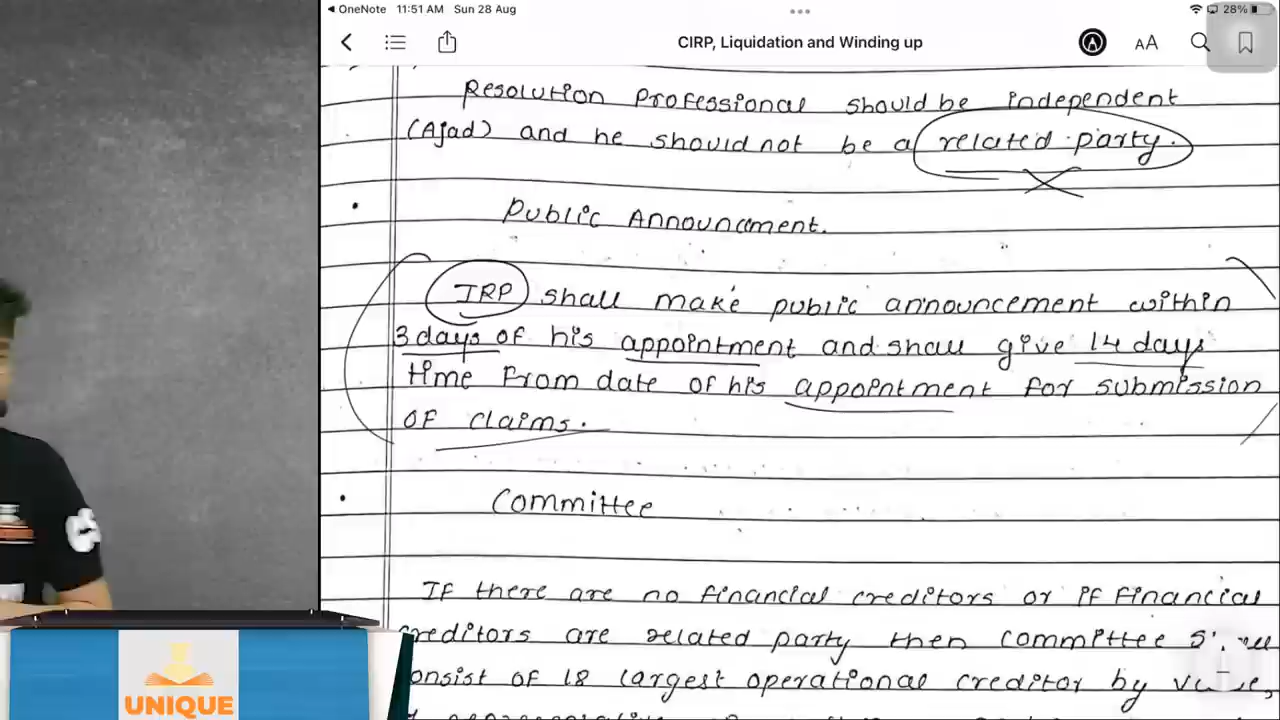 OneNote 11:51 AM Sun 28 Aug
28%
CIRP, Liquidation and Winding up
AA
Resolution Professional should be independent
(Ajad) and he should not be a related party.
Public Announcment.
IRP shall make public announcement within
3 days of his appointment and shall give 14 days
time from date of his appointment for submission
of claims.
Committee
If there are no financial creditors or if financial
creditors are related party then committee
onsist of 18 largest operational creditor by
UNIQUE